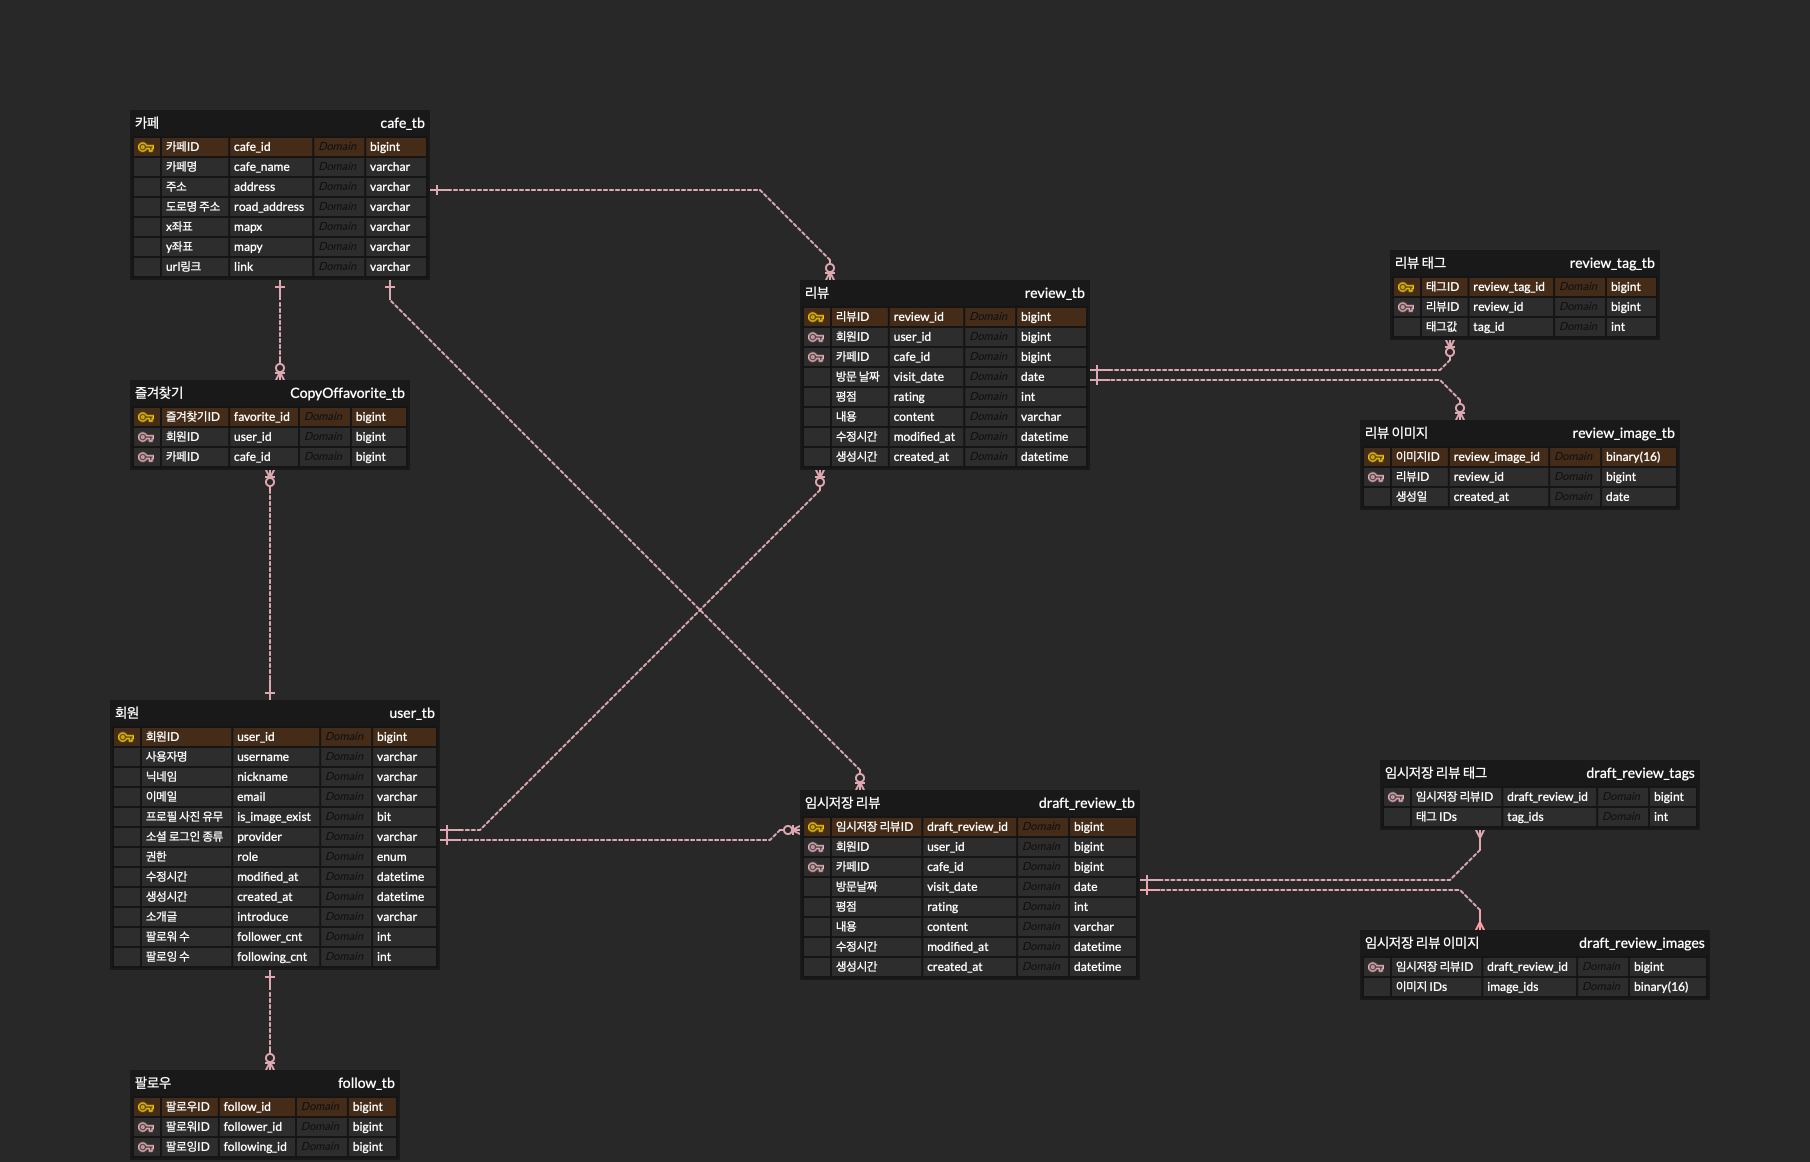 카페 cafe_tb
카페ID cafe_id Domain bigint
카페명 cafe_name Domain varchar
주소 address Domain varchar
도로명 주소 road_address Domain varchar
x좌표 mapx Domain varchar
y좌표 mapy Domain varchar
url링크 link Domain varchar
리뷰 태그 review_tag_tb
태그ID review_tag_id Domain bigint
리뷰ID review_id Domain bigint
태그값 tag_id Domain int
리뷰 review_tb
리뷰ID review_id Domain bigint
회원ID user_id Domain bigint
카페ID cafe_id Domain bigint
방문 날짜 visit_date Domain date
평점 rating Domain int
내용 content Domain varchar
수정시간 modified_at Domain datetime
생성시간 created_at Domain datetime
즐겨찾기 CopyOffavorite_tb
즐겨찾기ID favorite_id Domain bigint
회원ID user_id Domain bigint
카페ID cafe_id Domain bigint
리뷰 이미지 review_image_tb
이미지ID review_image_id Domain binary(16)
리뷰ID review_id Domain bigint
생성일 created_at Domain date
회원 user_tb
회원ID user_id Domain bigint
사용자명 username Domain varchar
닉네임 nickname Domain varchar
이메일 email Domain varchar
프로필 사진 유무 is_image_exist Domain bit
소셜 로그인 종류 provider Domain varchar
권한 role Domain enum
수정시간 modified_at Domain datetime
생성시간 created_at Domain datetime
소개글 introduce Domain varchar
팔로워 수 follower_cnt Domain int
팔로잉 수 following_cnt Domain int
임시저장 리뷰 draft_review_tb
임시저장 리뷰ID draft_review_id Domain bigint
회원ID user_id Domain bigint
카페ID cafe_id Domain bigint
방문날짜 visit_date Domain date
평점 rating Domain int
내용 content Domain varchar
수정시간 modified_at Domain datetime
생성시간 created_at Domain datetime
임시저장 리뷰 태그 draft_review_tags
임시저장 리뷰ID draft_review_id Domain bigint
태그 IDs tag_ids Domain int
임시저장 리뷰 이미지 draft_review_images
임시저장 리뷰ID draft_review_id Domain bigint
이미지 IDs image_ids Domain binary(16)
팔로우 follow_tb
팔로우ID follow_id Domain bigint
팔로워ID follower_id Domain bigint
팔로잉ID following_id Domain bigint